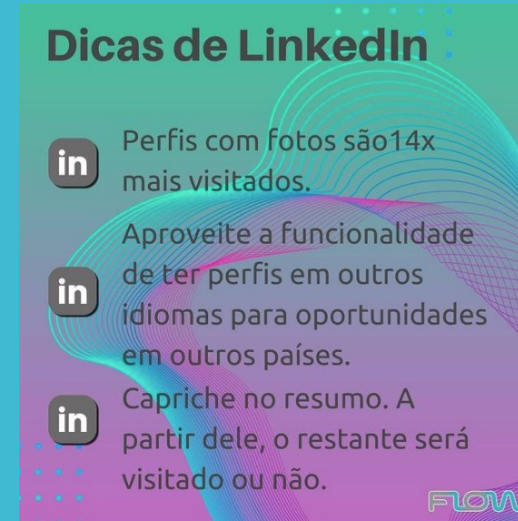 Dicas de LinkedIn
in
Perfis com fotos são14x
mais visitados.
in
Aproveite a funcionalidade
de ter perfis em outros
idiomas para oportunidades
em outros países.
in
Capriche no resumo. A
partir dele, o restante será
visitado ou não.
FLOW